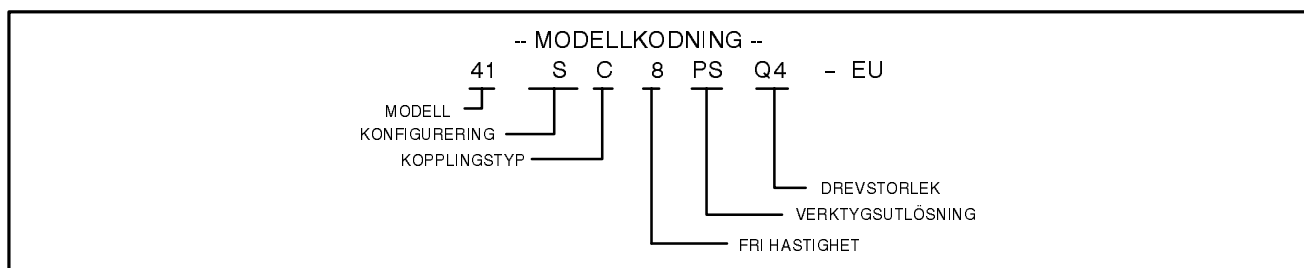 -- MODELLKODNING --
41 S C 8 PS Q4 - EU
MODELL
KONFIGURERING
KOPPLINGSTYP
DREVSTORLEK
VERKTYGSUTLÖSNING
FRI HASTIGHET